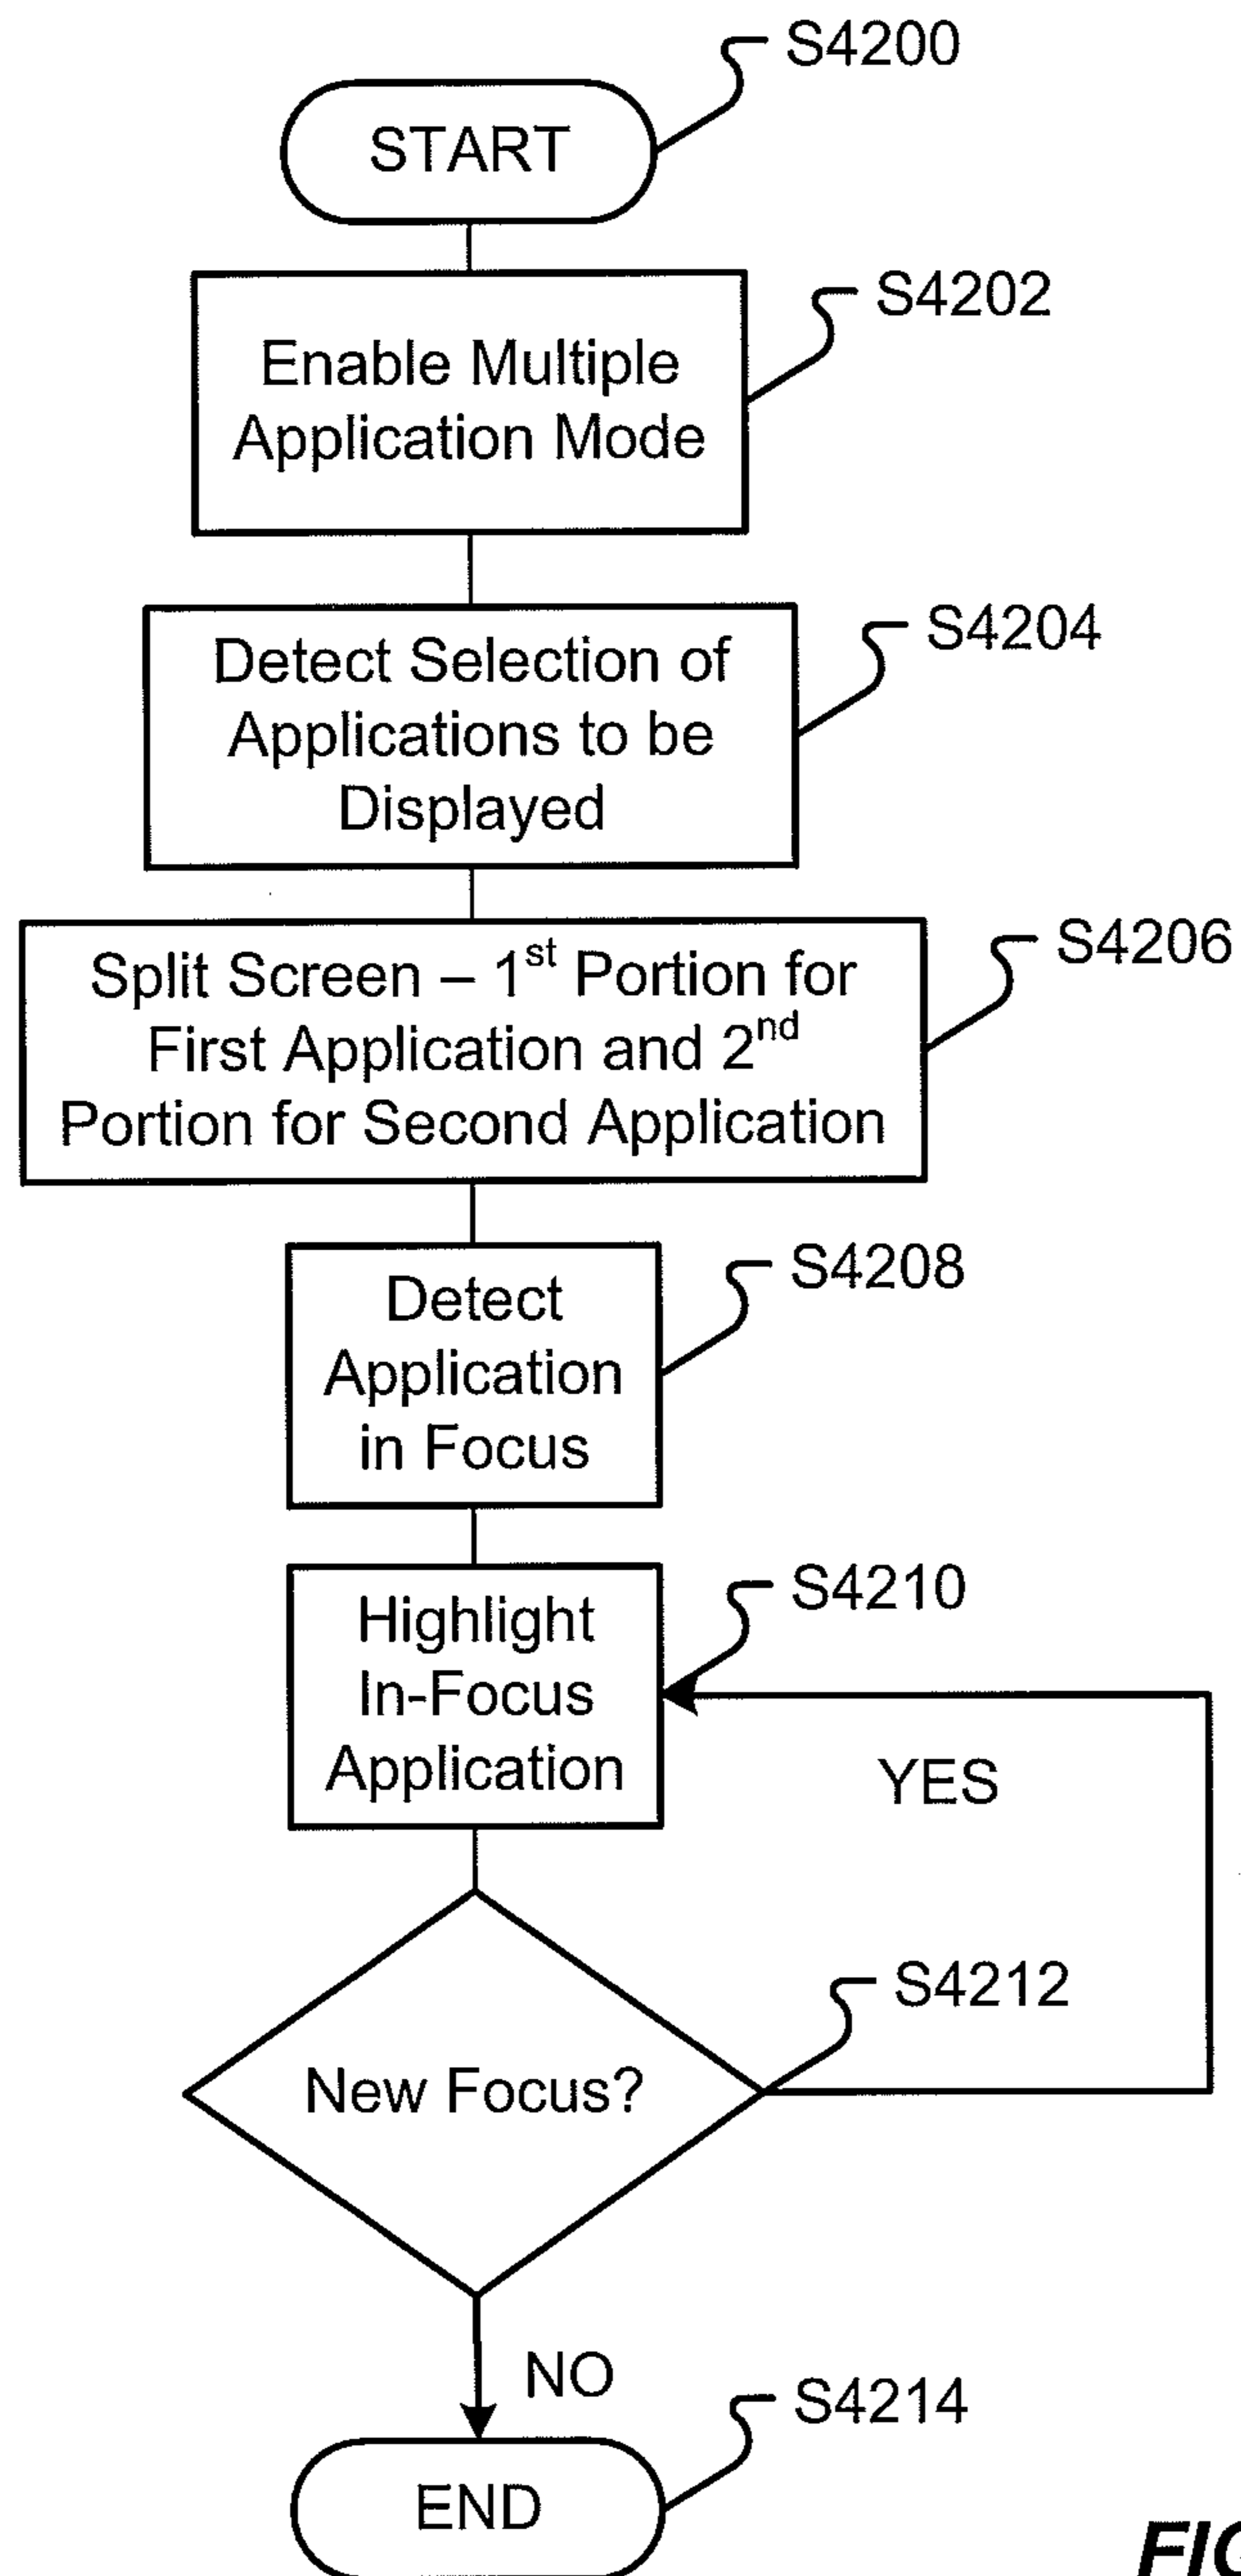 S4200
START
S4202
Enable Multiple
Application Mode
S4204
Detect Selection of
Applications to be
Displayed
S4206
Split Screen – 1st Portion for
First Application and 2nd
Portion for Second Application
S4208
Detect
Application
in Focus
S4210
Highlight
In-Focus
Application
YES
S4212
New Focus?
NO
S4214
END